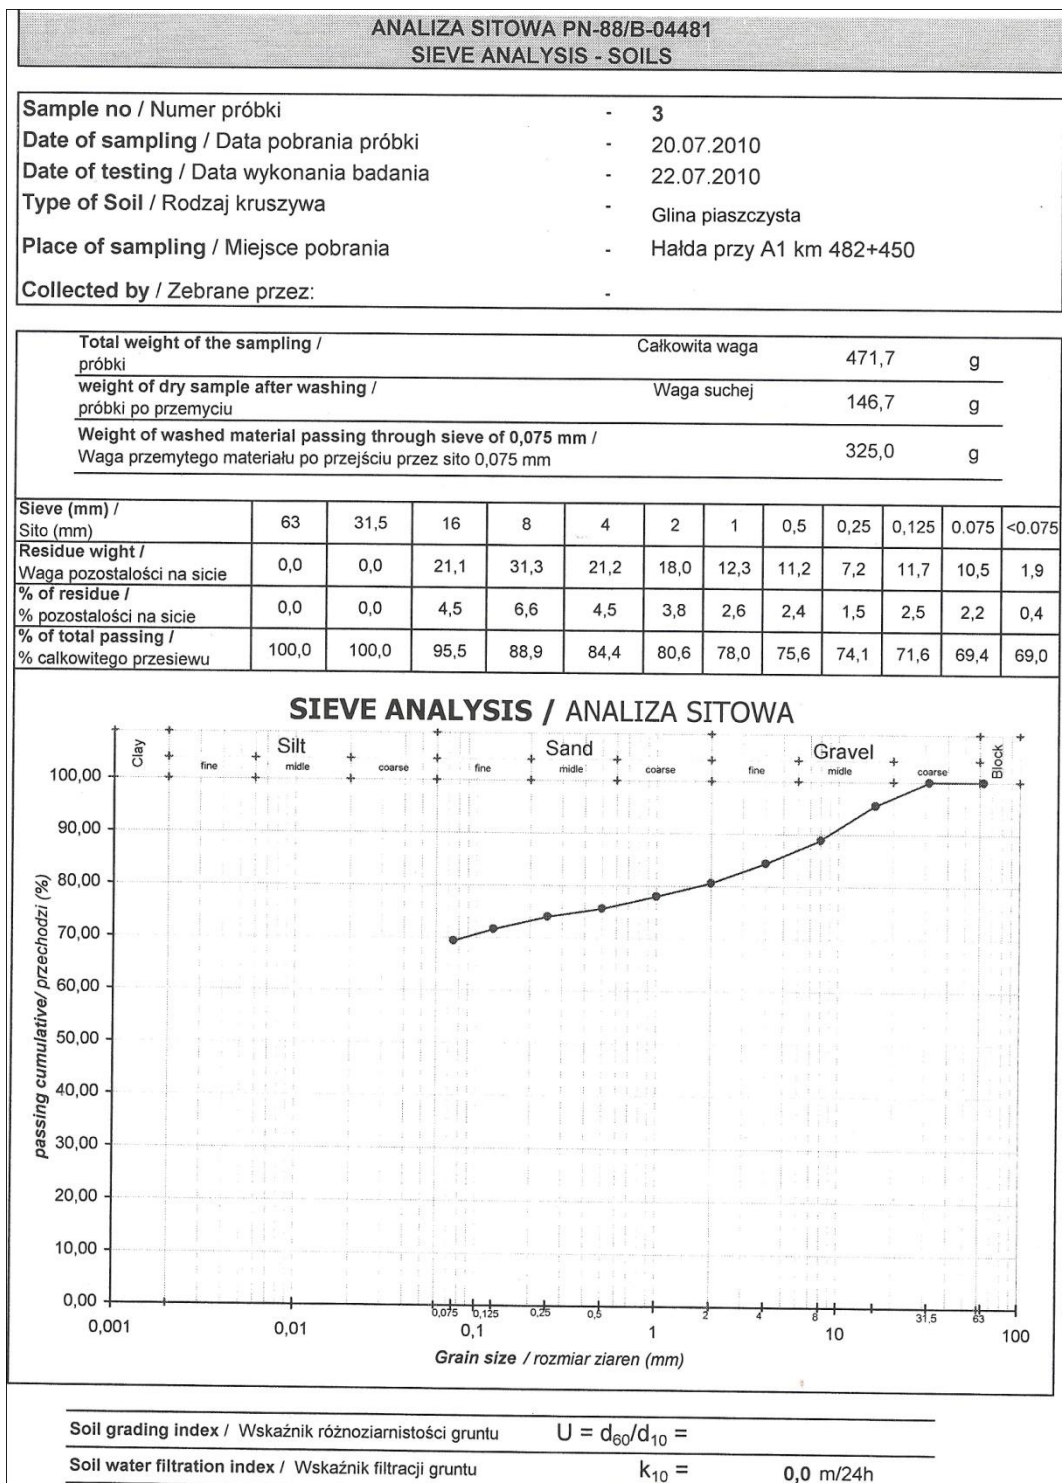 ANALIZA SITOWA PN-88/B-04481
SIEVE ANALYSIS - SOILS
Sample no / Numer próbki - 3
Date of sampling / Data pobrania próbki - 20.07.2010
Date of testing / Data wykonania badania - 22.07.2010
Type of Soil / Rodzaj kruszywa - Glina piaszczysta
Place of sampling / Miejsce pobrania - Hałda przy A1 km 482+450
Collected by / Zebrane przez: -
Total weight of the sampling / Całkowita waga
próbki 471,7 g
weight of dry sample after washing / Waga suchej
próbki po przemyciu 146,7 g
Weight of washed material passing through sieve of 0,075 mm /
Waga przemytego materiału po przejściu przez sito 0,075 mm 325,0 g
Sieve (mm) /
Sito (mm) 63 31,5 16 8 4 2 1 0,5 0,25 0,125 0.075 <0.075
Residue wight /
Waga pozostalości na sicie 0,0 0,0 21,1 31,3 21,2 18,0 12,3 11,2 7,2 11,7 10,5 1,9
% of residue /
% pozostalości na sicie 0,0 0,0 4,5 6,6 4,5 3,8 2,6 2,4 1,5 2,5 2,2 0,4
% of total passing /
% calkowitego przesiewu 100,0 100,0 95,5 88,9 84,4 80,6 78,0 75,6 74,1 71,6 69,4 69,0
SIEVE ANALYSIS / ANALIZA SITOWA
Clay Silt Sand Gravel Block
fine midle coarse fine midle coarse fine midle coarse
passing cumulative/ przechodzi (%)
100,00
90,00
80,00
70,00
60,00
50,00
40,00
30,00
20,00
10,00
0,00
0,075 0,125 0,25 0,5 2 4 8 31,5 63
0,001 0,01 0,1 1 10 100
Grain size / rozmiar ziaren (mm)
Soil grading index / Wskaźnik różnoziarnistości gruntu U = d60/d10 =
Soil water filtration index / Wskaźnik filtracji gruntu k10 = 0,0 m/24h